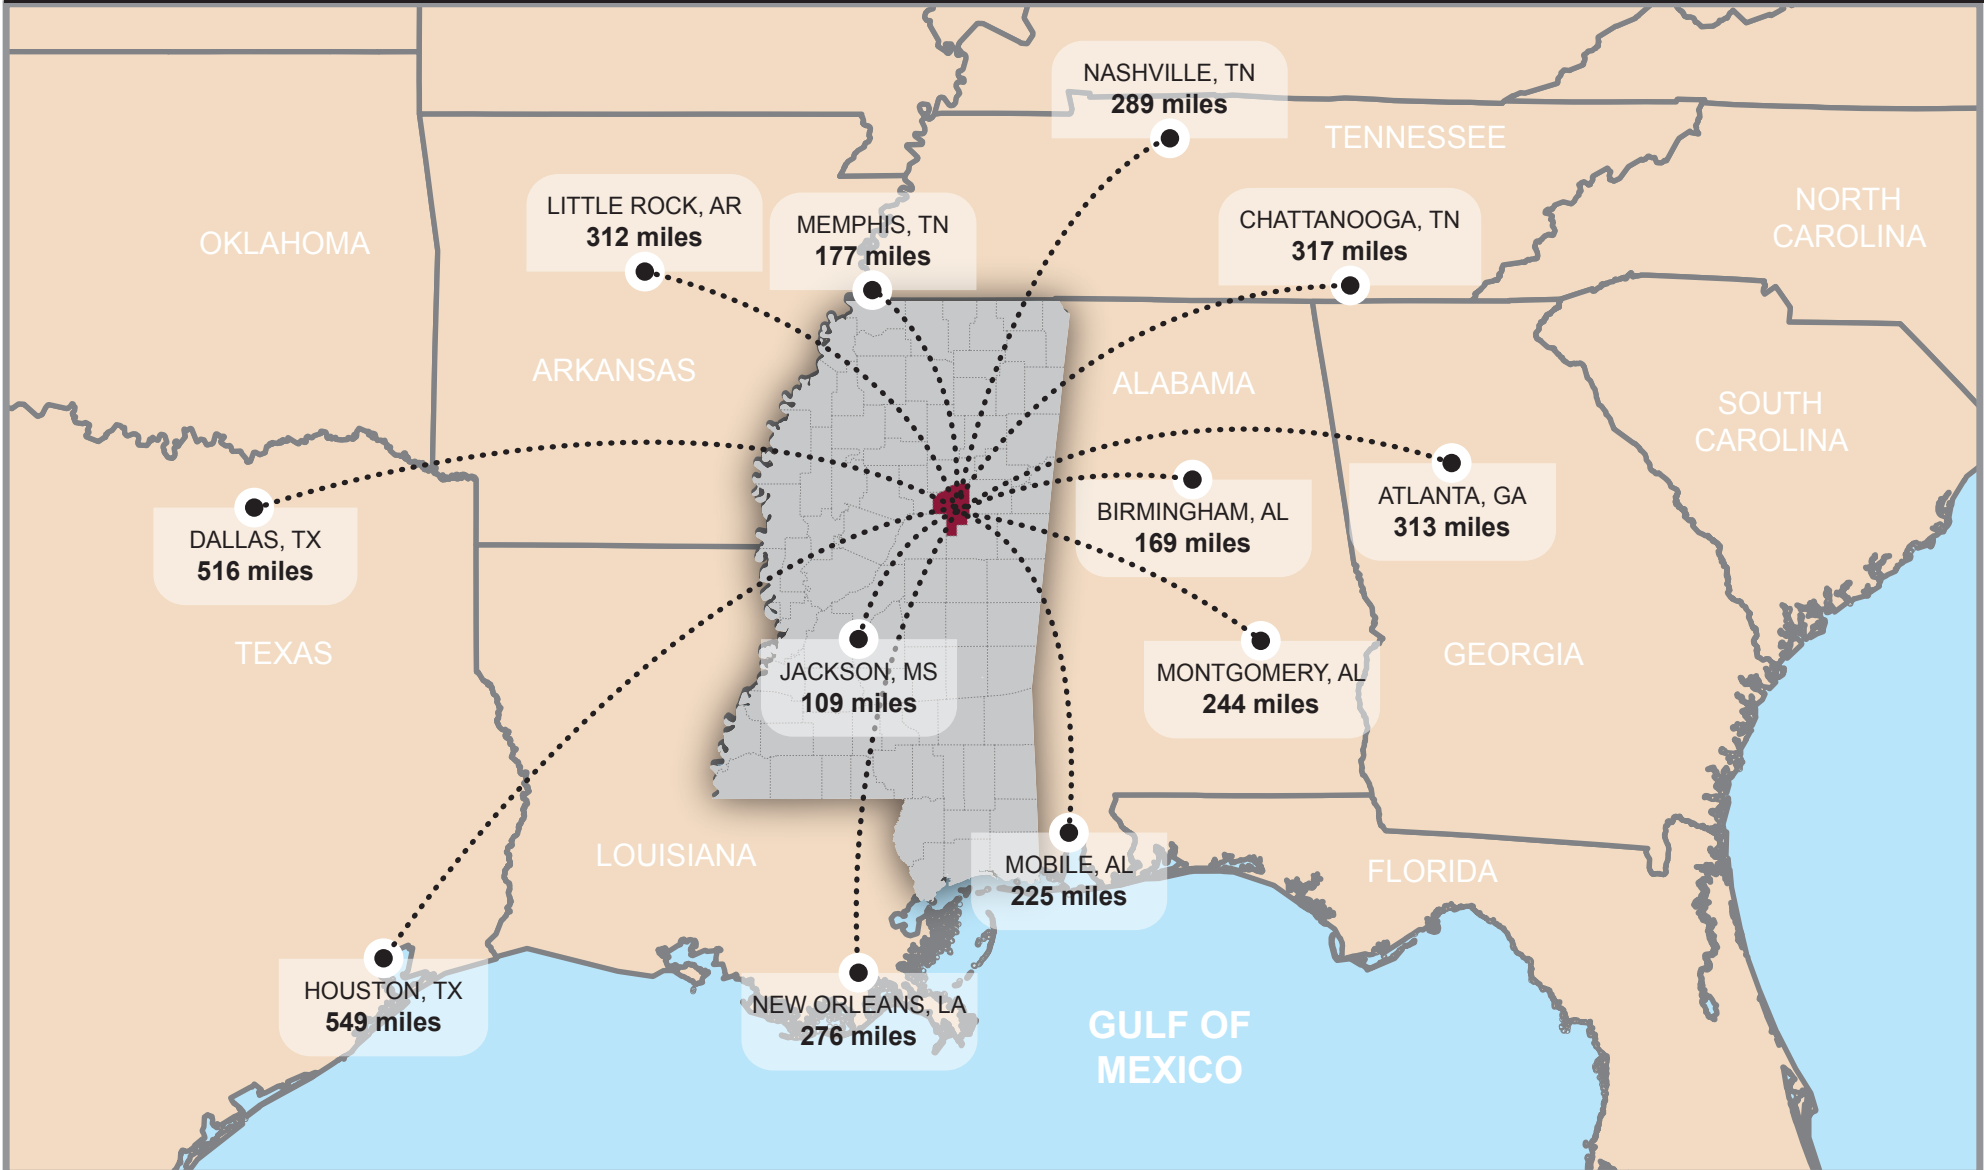 NASHVILLE, TN
289 miles
TENNESSEE
LITTLE ROCK, AR
312 miles
MEMPHIS, TN
177 miles
CHATTANOOGA, TN
317 miles
NORTH
CAROLINA
OKLAHOMA
ARKANSAS
ALABAMA
SOUTH
CAROLINA
DALLAS, TX
516 miles
BIRMINGHAM, AL
169 miles
ATLANTA, GA
313 miles
TEXAS
JACKSON, MS
109 miles
MONTGOMERY, AL
244 miles
GEORGIA
LOUISIANA
MOBILE, AL
225 miles
FLORIDA
HOUSTON, TX
549 miles
NEW ORLEANS, LA
276 miles
GULF OF
MEXICO